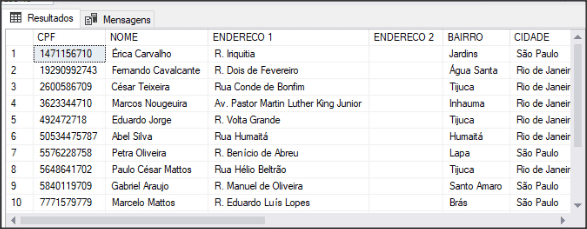 Resultados Mensagens
CPF NOME ENDERECO 1 ENDERECO 2 BAIRRO CIDADE
1 1471156710 Érica Carvalho R. Iriquitia Jardins São Paulo
2 19290992743 Fernando Cavalcante R. Dois de Fevereiro Água Santa Rio de Janeir
3 2600586709 César Teixeira Rua Conde de Bonfim Tijuca Rio de Janeir
4 3623344710 Marcos Nougeuira Av. Pastor Martin Luther King Junior Inhauma Rio de Janeir
5 492472718 Eduardo Jorge R. Volta Grande Tijuca Rio de Janeir
6 50534475787 Abel Silva Rua Humaitá Humaitá Rio de Janeir
7 5576228758 Petra Oliveira R. Benício de Abreu Lapa São Paulo
8 5648641702 Paulo César Mattos Rua Hélio Beltrão Tijuca Rio de Janeir
9 5840119709 Gabriel Araujo R. Manuel de Oliveira Santo Amaro São Paulo
10 7771579779 Marcelo Mattos R. Eduardo Luís Lopes Brás São Paulo